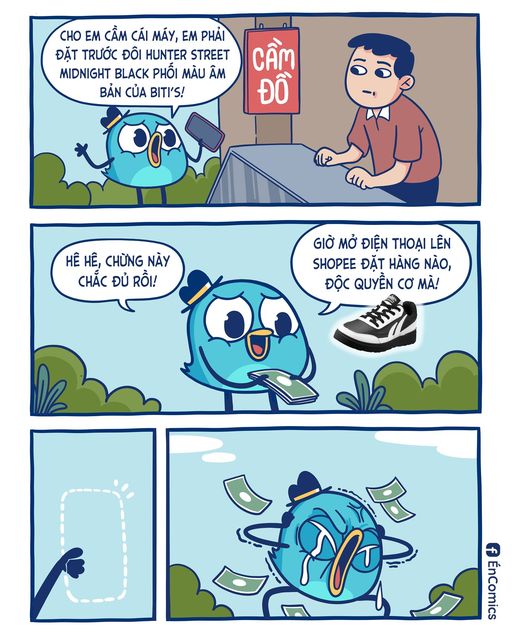 CHO EM CẦM CÁI MÁY, EM PHẢI
ĐẶT TRƯỚC ĐÔI HUNTER STREET
MIDNIGHT BLACK PHỐI MÀU ÂM
BẢN CỦA BITI'S!
CẦM
ĐỒ
HÊ HÊ, CHỪNG NÀY
CHẮC ĐỦ RỒI!
GIỜ MỞ ĐIỆN THOẠI LÊN
SHOPEE ĐẶT HÀNG NÀO,
ĐỘC QUYỀN CƠ MÀ!
ÉnComics